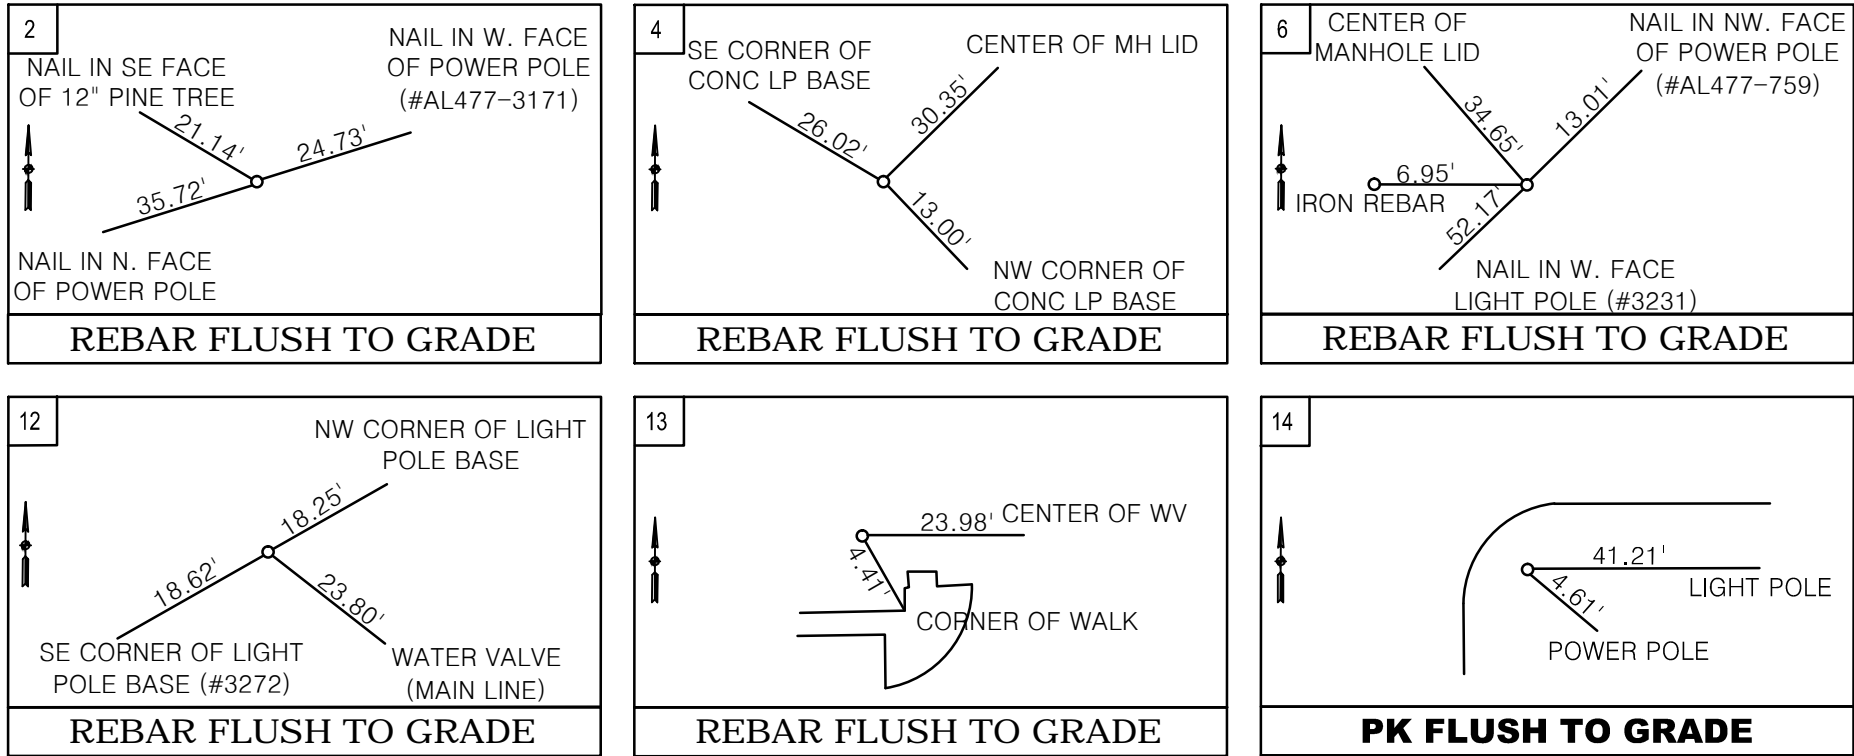 2
NAIL IN SE FACE
OF 12" PINE TREE
NAIL IN W. FACE
OF POWER POLE
(#AL477-3171)
21.14'
24.73'
35.72'
NAIL IN N. FACE
OF POWER POLE
REBAR FLUSH TO GRADE
4
SE CORNER OF
CONC LP BASE
CENTER OF MH LID
26.02'
30.35'
13.00'
NW CORNER OF
CONC LP BASE
REBAR FLUSH TO GRADE
6
CENTER OF
MANHOLE LID
NAIL IN NW. FACE
OF POWER POLE
(#AL477-759)
34.65'
13.01'
6.95'
IRON REBAR
52.17'
NAIL IN W. FACE
LIGHT POLE (#3231)
REBAR FLUSH TO GRADE
12
NW CORNER OF LIGHT
POLE BASE
18.25'
18.62'
23.80'
SE CORNER OF LIGHT
POLE BASE (#3272)
WATER VALVE
(MAIN LINE)
REBAR FLUSH TO GRADE
13
23.98'
CENTER OF WV
4.41'
CORNER OF WALK
REBAR FLUSH TO GRADE
14
41.21'
LIGHT POLE
4.61'
POWER POLE
PK FLUSH TO GRADE